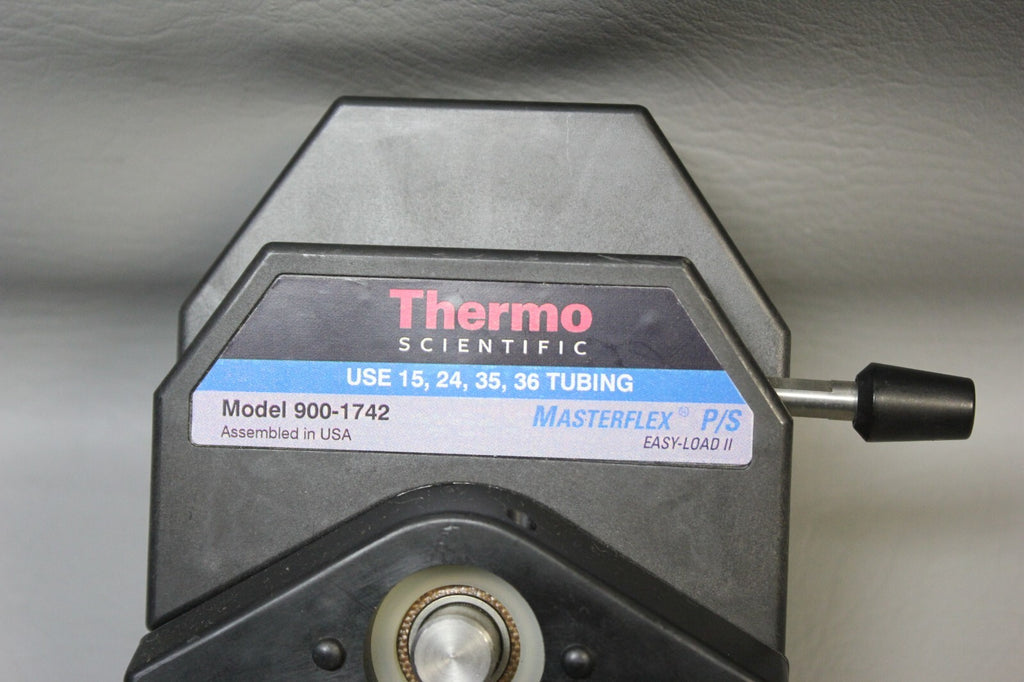 Thermo
SCIENTIFIC
USE 15, 24, 35, 36 TUBING
Model 900-1742
Assembled in USA
MASTERFLEX® P/S
EASY-LOAD II